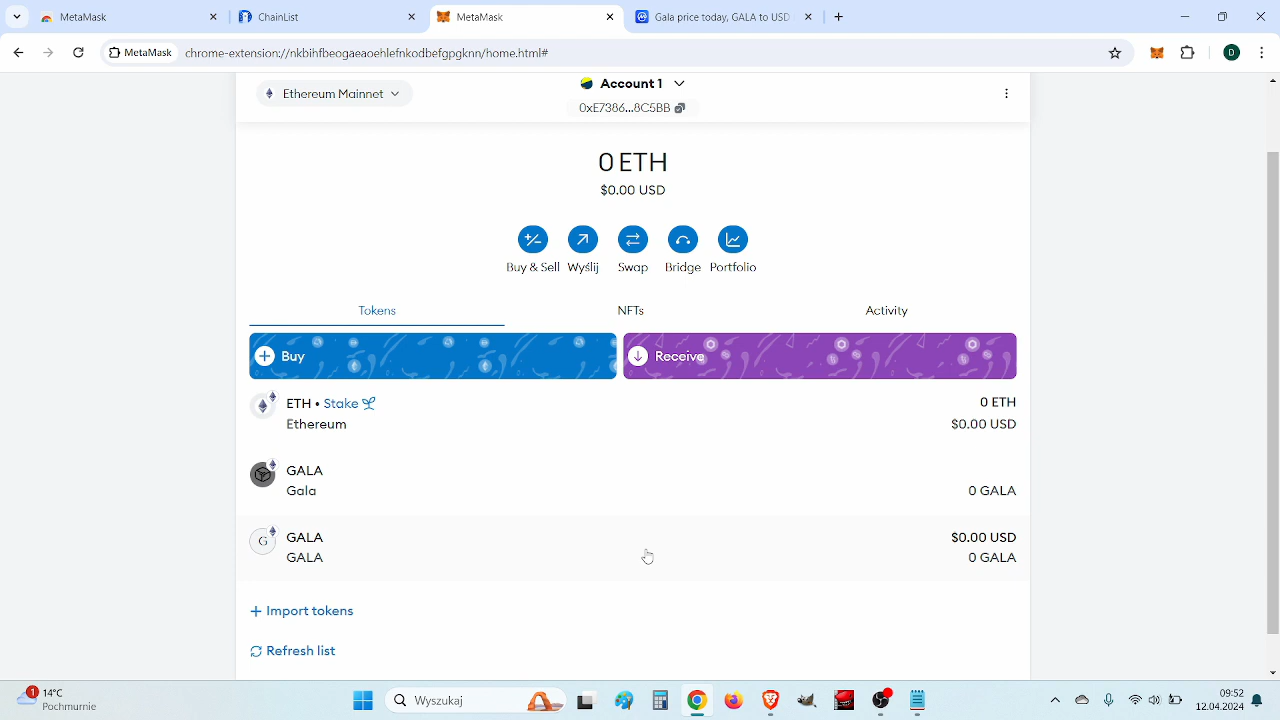 MetaMask
ChainList
MetaMask
Gala price today, GALA to USD
MetaMask
chrome-extension://nkbihfbeogaeaoehlefnkodbefgpgknn/home.html#
D
Ethereum Mainnet
Account 1
0xE7386...8C5BB
0 ETH
$0.00 USD
Buy & Sell
Wyślij
Swap
Bridge
Portfolio
Tokens
NFTs
Activity
Buy
Receive
ETH • Stake
0 ETH
Ethereum
$0.00 USD
GALA
Gala
0 GALA
G
GALA
$0.00 USD
GALA
0 GALA
+ Import tokens
Refresh list
1
14°C
Pochmurnie
Wyszukaj
09:52
12.04.2024